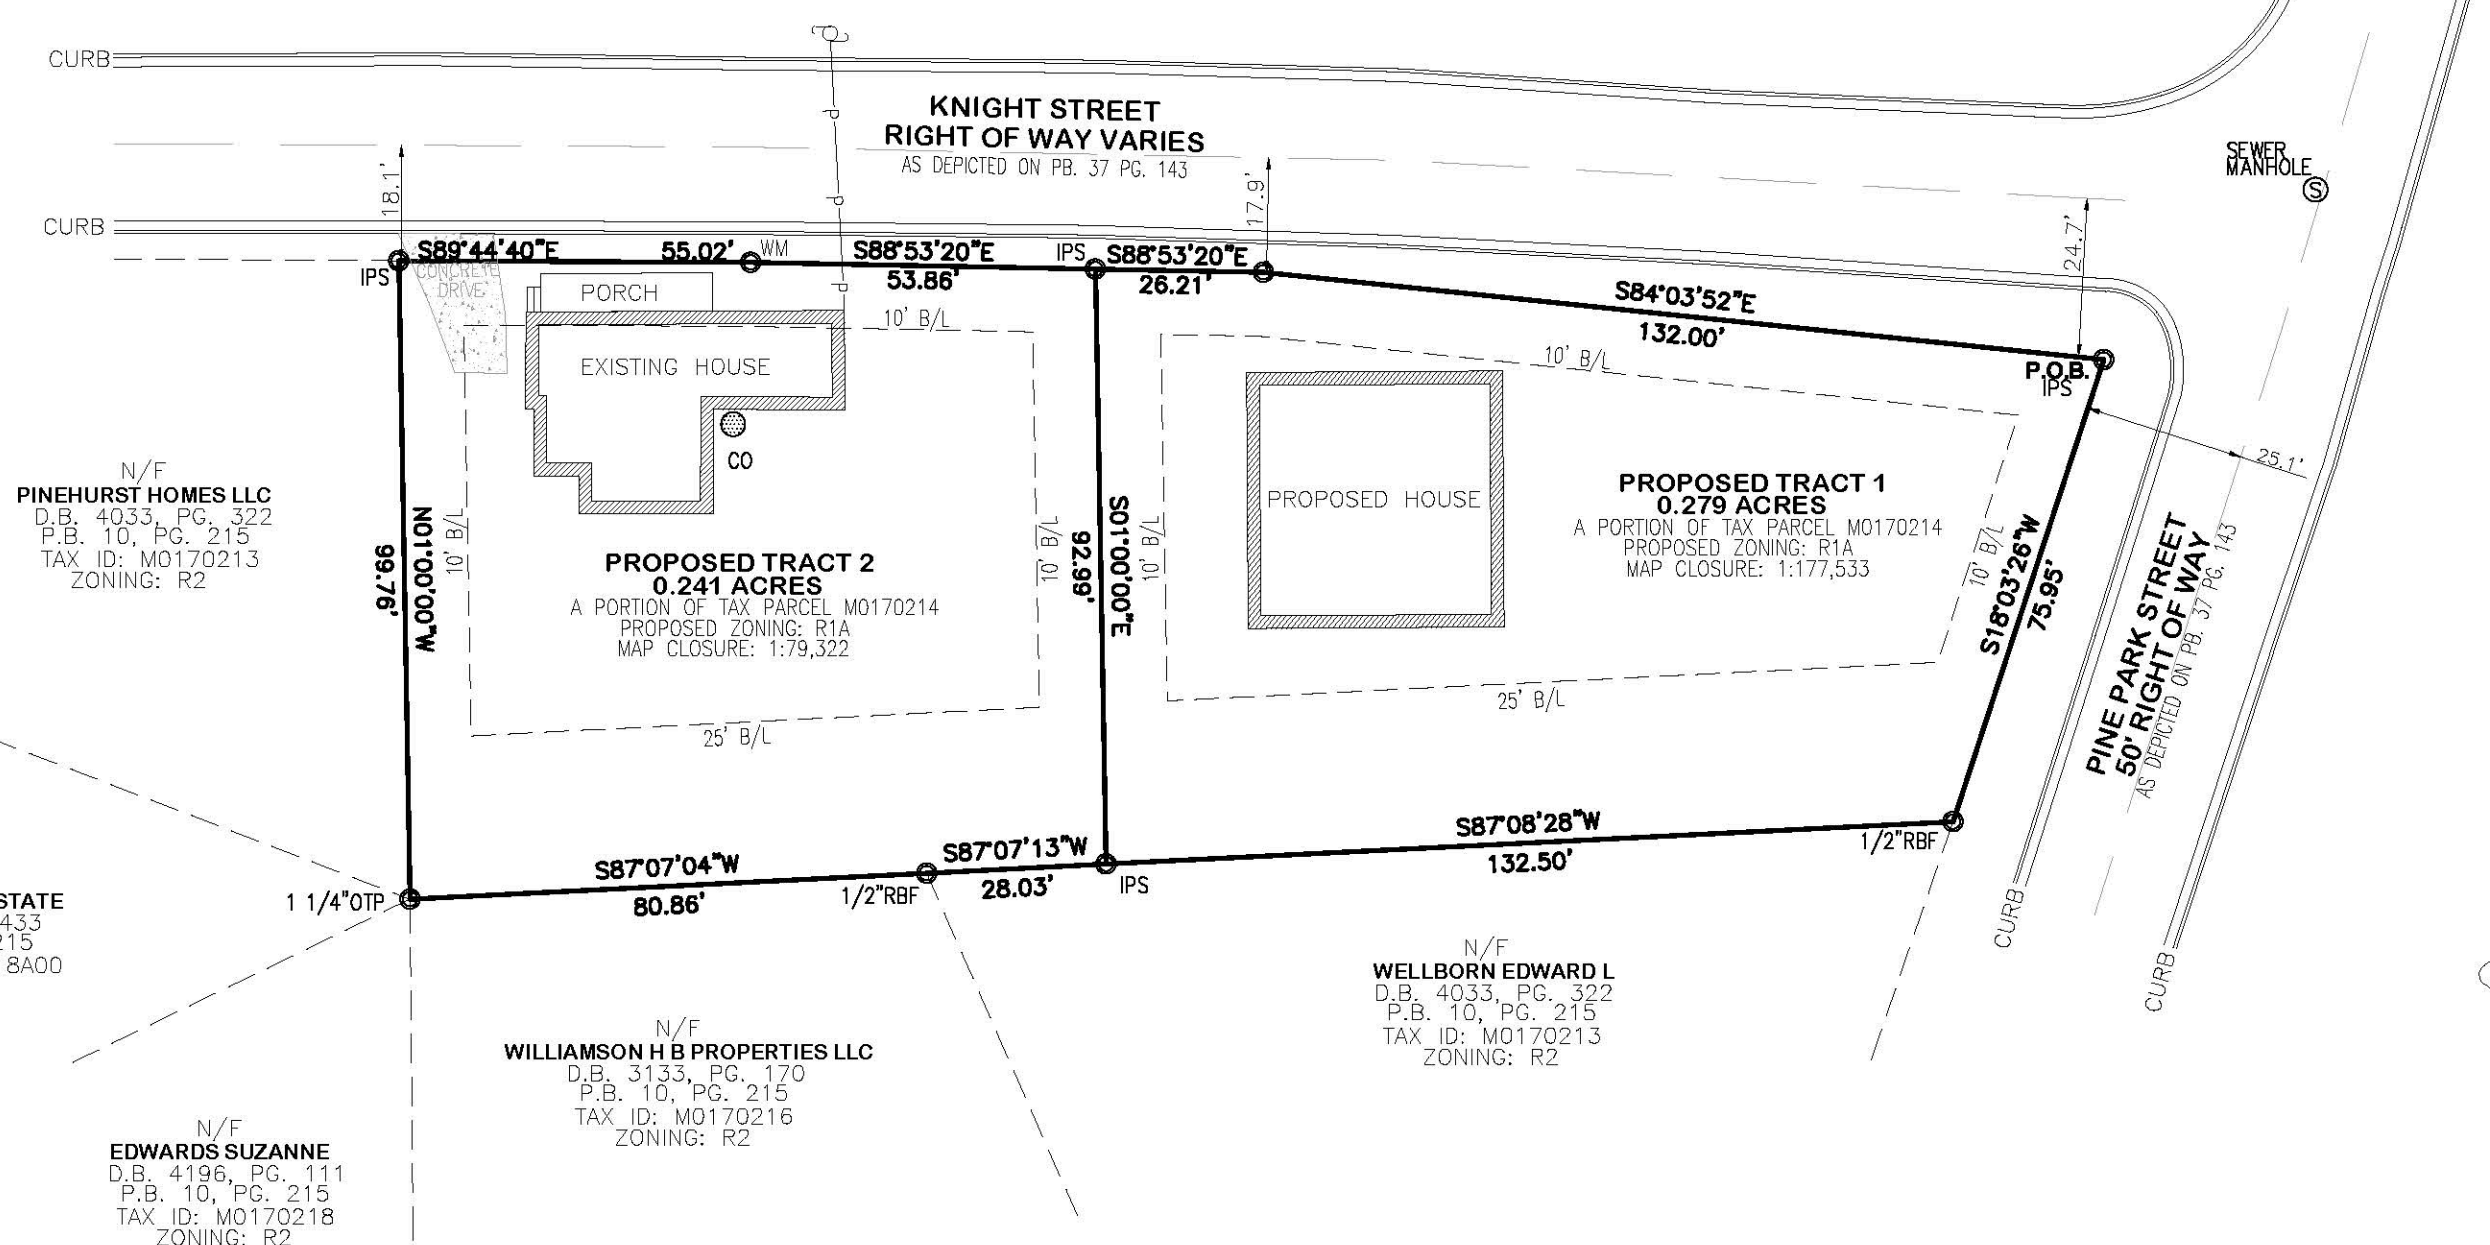 CURB
KNIGHT STREET
RIGHT OF WAY VARIES
AS DEPICTED ON PB. 37 PG. 143
SEWER
MANHOLE
S
18.1'
17.9'
24.7'
CURB
P
P
P
P
IPS
S89°44'40"E
55.02'
WM
S88°53'20"E
53.86'
IPS
S88°53'20"E
26.21'
S84°03'52"E
132.00'
P.O.B.
IPS
CONCRETE
DRIVE
PORCH
10' B/L
EXISTING HOUSE
CO
10' B/L
PROPOSED HOUSE
25.1'
N/F
PINEHURST HOMES LLC
D.B. 4033, PG. 322
P.B. 10, PG. 215
TAX ID: M0170213
ZONING: R2
99.76'
N01°00'00"W
10' B/L
PROPOSED TRACT 2
0.241 ACRES
A PORTION OF TAX PARCEL M0170214
PROPOSED ZONING: R1A
MAP CLOSURE: 1:79,322
10' B/L
92.99'
S01°00'00"E
10' B/L
PROPOSED TRACT 1
0.279 ACRES
A PORTION OF TAX PARCEL M0170214
PROPOSED ZONING: R1A
MAP CLOSURE: 1:177,533
10' B/L
S18°03'26"W
75.95'
PINE PARK STREET
50' RIGHT OF WAY
AS DEPICTED ON PB. 37 PG. 143
25' B/L
25' B/L
S87°07'04"W
80.86'
S87°07'13"W
28.03'
S87°08'28"W
132.50'
1 1/4"OTP
1/2"RBF
IPS
1/2"RBF
CURB
CURB
STATE
433
215
8A00
N/F
WILLIAMSON H B PROPERTIES LLC
D.B. 3133, PG. 170
P.B. 10, PG. 215
TAX ID: M0170216
ZONING: R2
N/F
WELLBORN EDWARD L
D.B. 4033, PG. 322
P.B. 10, PG. 215
TAX ID: M0170213
ZONING: R2
N/F
EDWARDS SUZANNE
D.B. 4196, PG. 111
P.B. 10, PG. 215
TAX ID: M0170218
ZONING: R2